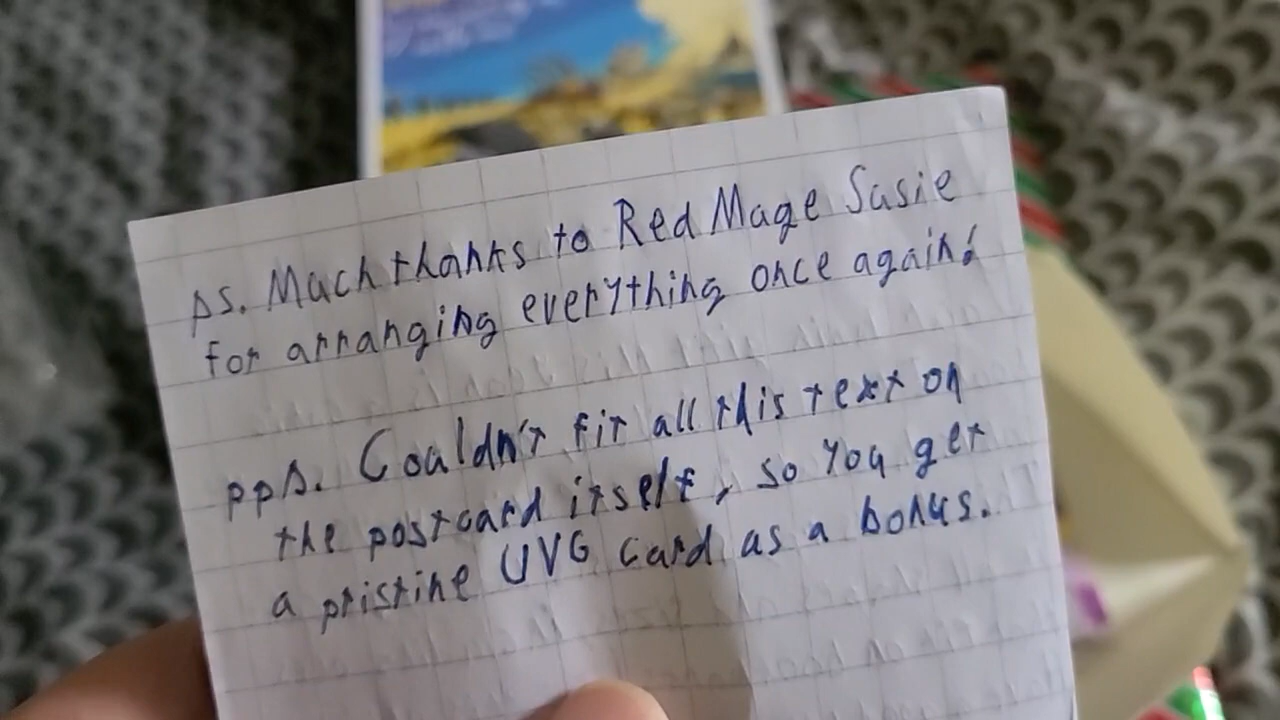 ps. Much thanks to Red Mage Susie
for arranging everything once again!
pps. Couldn't fit all this text on
the postcard itself, so you get
a pristine UVG card as a bonus.